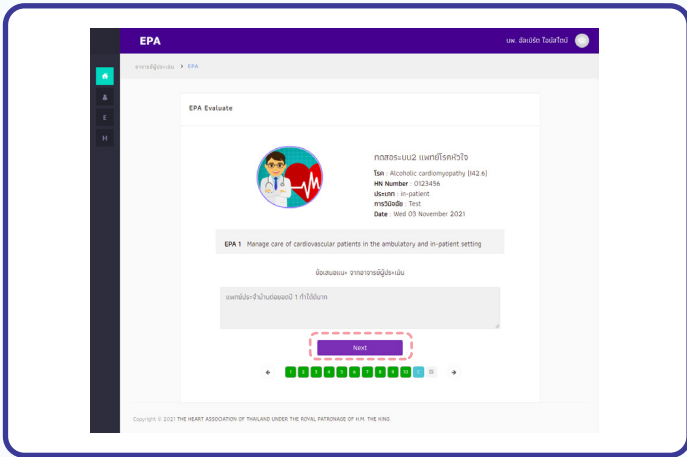 EPA
นพ. อัลเบิร์ต ไอน์สไตน์
อาจารย์ผู้ประเมิน > EPA
E
H
EPA Evaluate
ทดสอระบบ2 แพทย์โรคหัวใจ
โรค : Alcoholic cardiomyopathy (I42.6)
HN Number : 0123456
ประเภท : in-patient
การวินิจฉัย : Test
Date : Wed 03 November 2021
EPA 1 Manage care of cardiovascular patients in the ambulatory and in-patient setting
ข้อเสนอแนะ จากอาจารย์ผู้ประเมิน
แพทย์ประจำบ้านต่อยอดปี 1 ทำได้ดีมาก
Next
← 1 2 3 4 5 6 7 8 9 10 →
Copyright © 2021 THE HEART ASSOCIATION OF THAILAND UNDER THE ROYAL PATRONAGE OF H.M. THE KING.